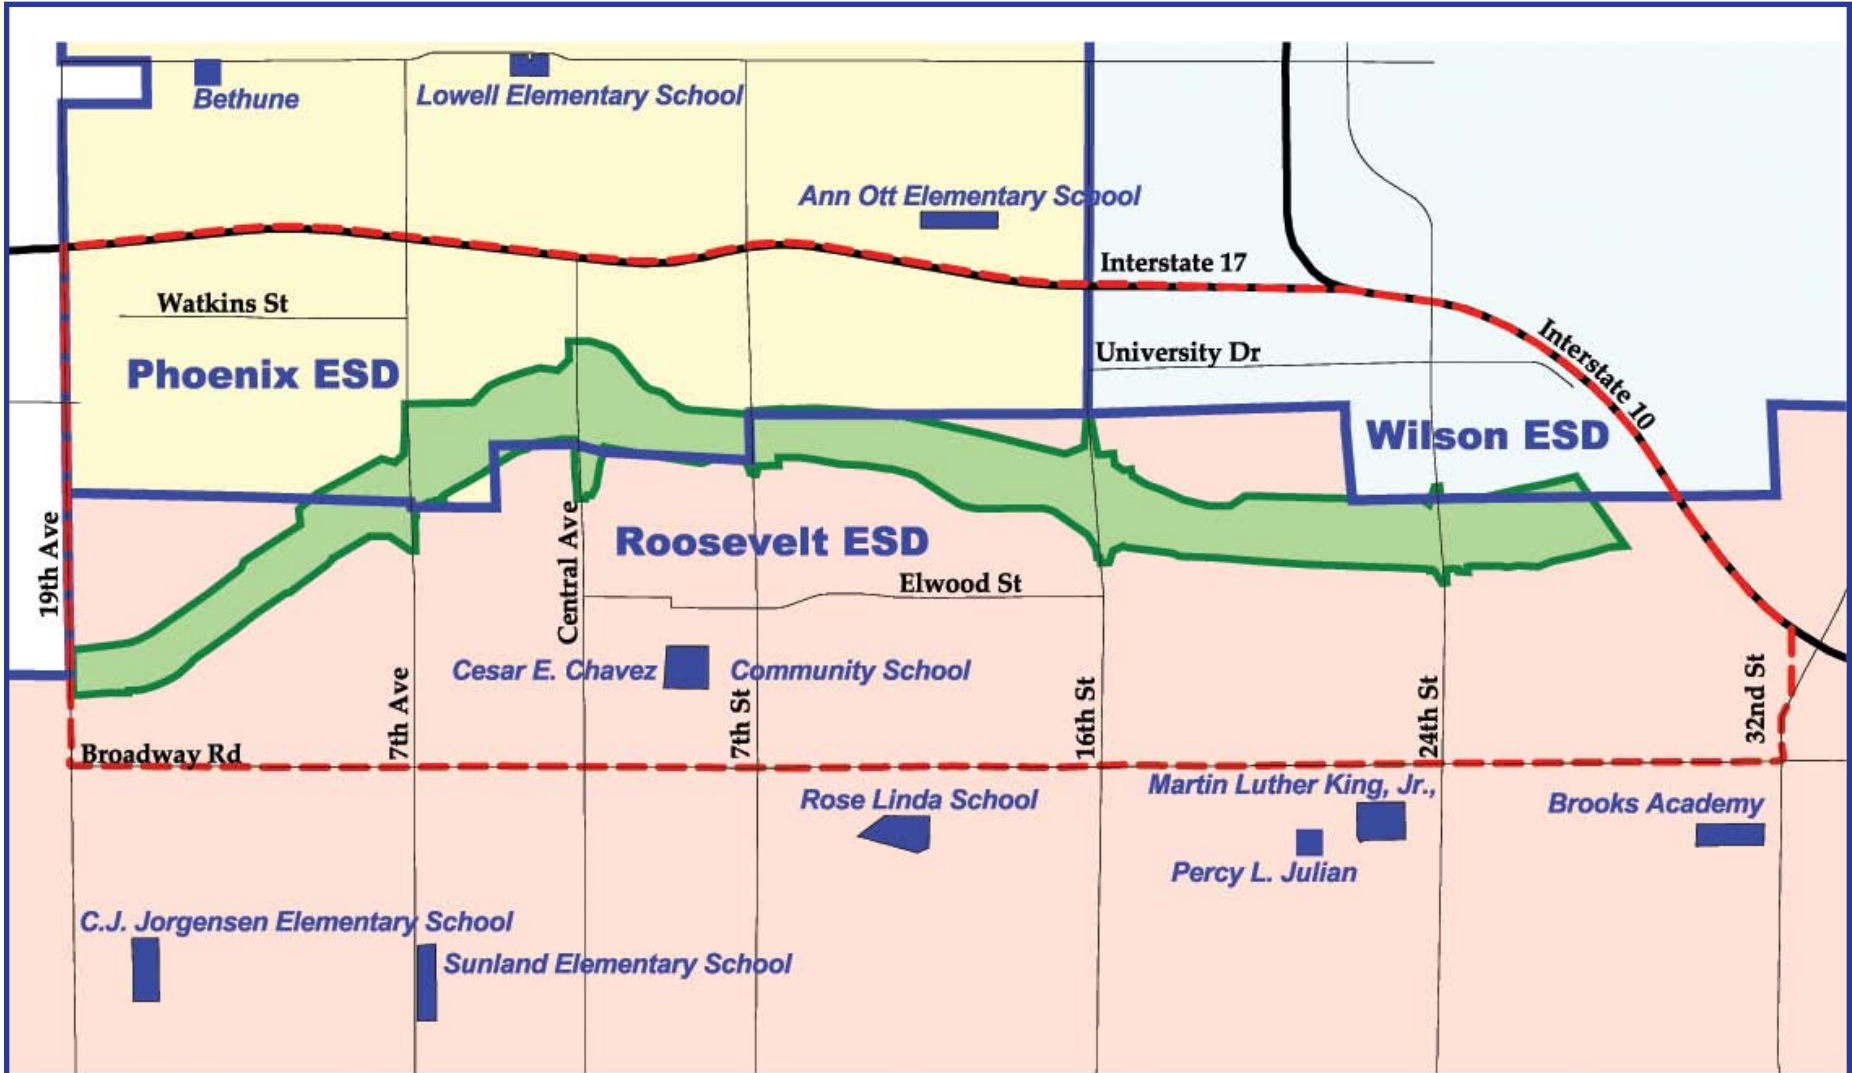 Bethune
Lowell Elementary School
Ann Ott Elementary School
Interstate 17
Watkins St
Interstate 10
University Dr
Phoenix ESD
Wilson ESD
19th Ave
Central Ave
Roosevelt ESD
Elwood St
Cesar E. Chavez Community School
7th Ave
7th St
16th St
24th St
32nd St
Broadway Rd
Martin Luther King, Jr.,
Rose Linda School
Brooks Academy
Percy L. Julian
C.J. Jorgensen Elementary School
Sunland Elementary School